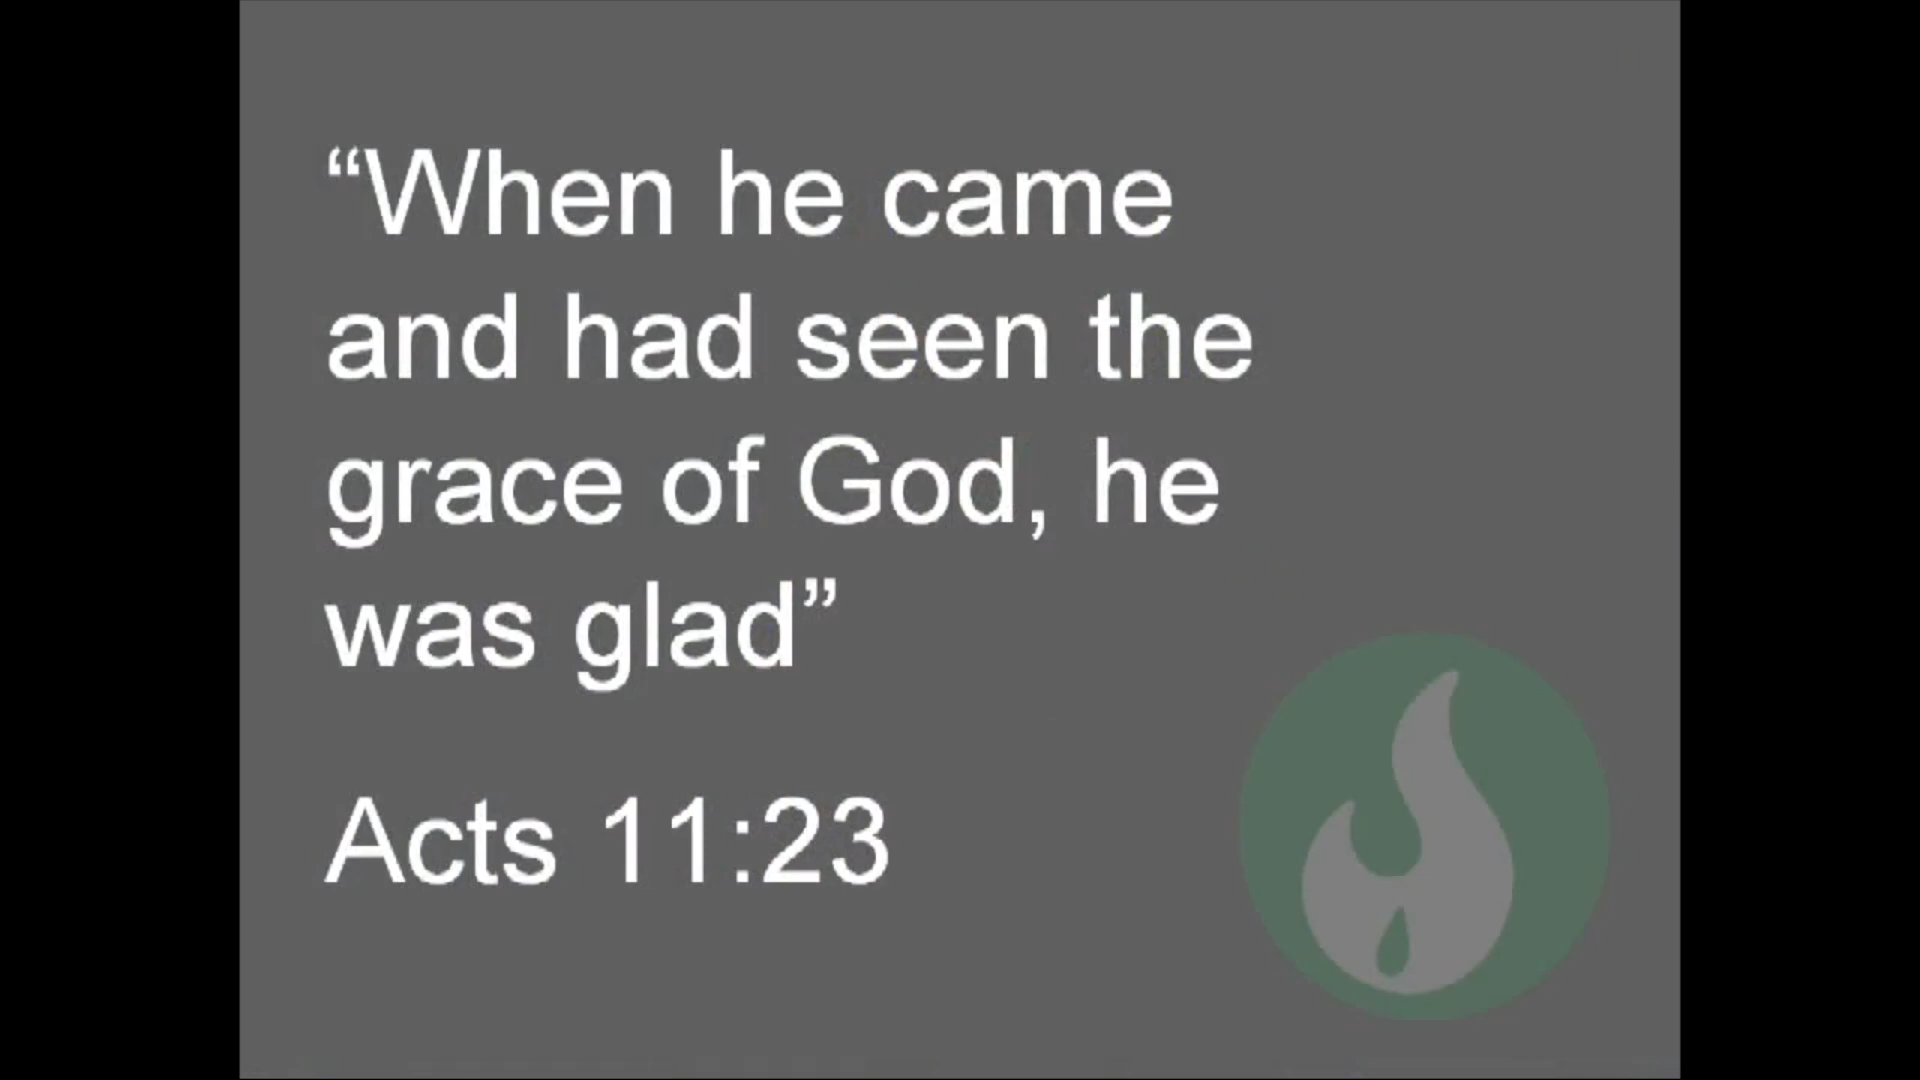 “When he came
and had seen the
grace of God, he
was glad”
Acts 11:23